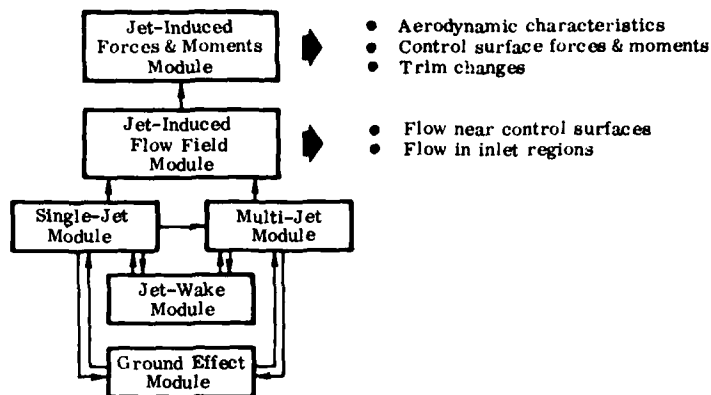 Jet-Induced
Forces & Moments
Module
• Aerodynamic characteristics
• Control surface forces & moments
• Trim changes
Jet-Induced
Flow Field
Module
• Flow near control surfaces
• Flow in inlet regions
Single-Jet
Module
Multi-Jet
Module
Jet-Wake
Module
Ground Effect
Module